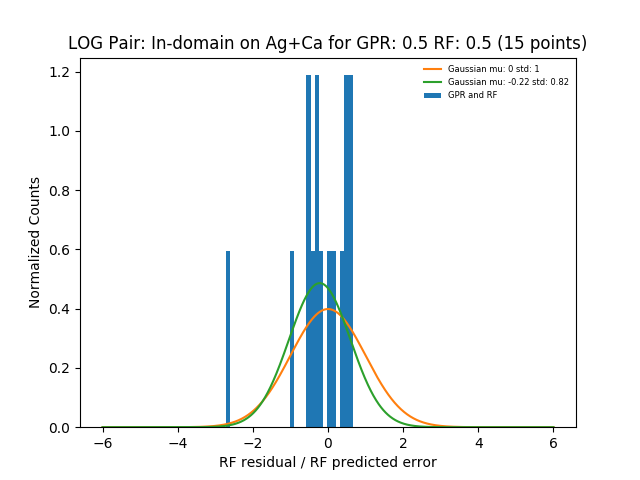 LOG Pair: In-domain on Ag+Ca for GPR: 0.5 RF: 0.5 (15 points)
Gaussian mu: 0 std: 1
Gaussian mu: -0.22 std: 0.82
GPR and RF
1.2
1.0
0.8
0.6
0.4
0.2
0.0
Normalized Counts
−6 −4 −2 0 2 4 6
RF residual / RF predicted error